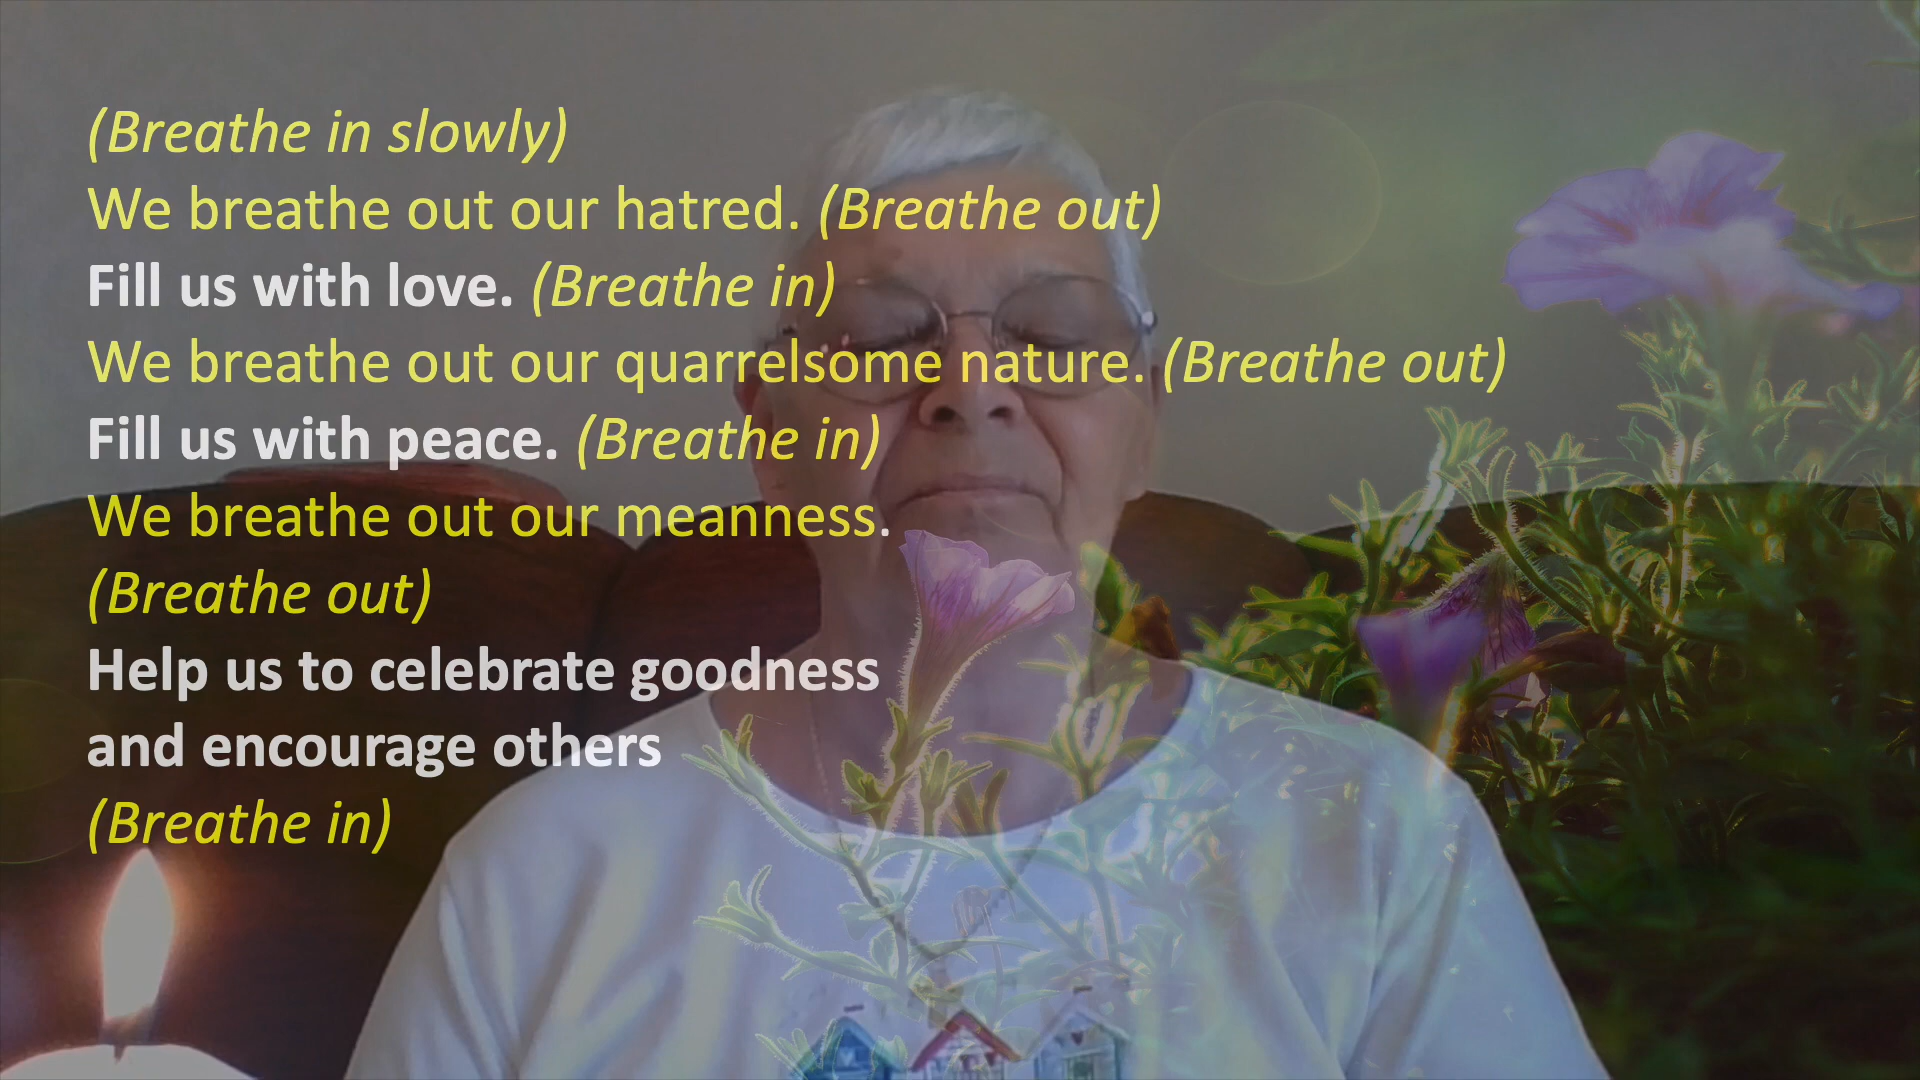 (Breathe in slowly)
We breathe out our hatred. (Breathe out)
Fill us with love. (Breathe in)
We breathe out our quarrelsome nature. (Breathe out)
Fill us with peace. (Breathe in)
We breathe out our meanness.
(Breathe out)
Help us to celebrate goodness
and encourage others
(Breathe in)